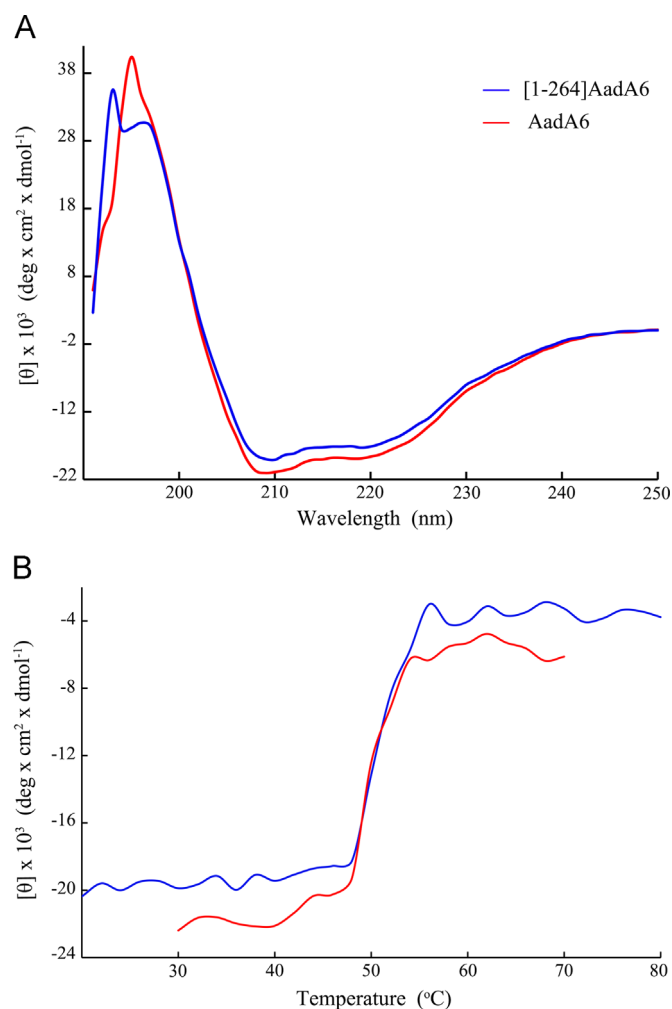 A
[θ] x 10³ (deg x cm² x dmol⁻¹)
38
28
18
8
-2
-12
-22
[1-264]AadA6
AadA6
200 210 220 230 240 250
Wavelength (nm)
B
[θ] x 10³ (deg x cm² x dmol⁻¹)
-4
-8
-12
-16
-20
-24
30 40 50 60 70 80
Temperature (°C)